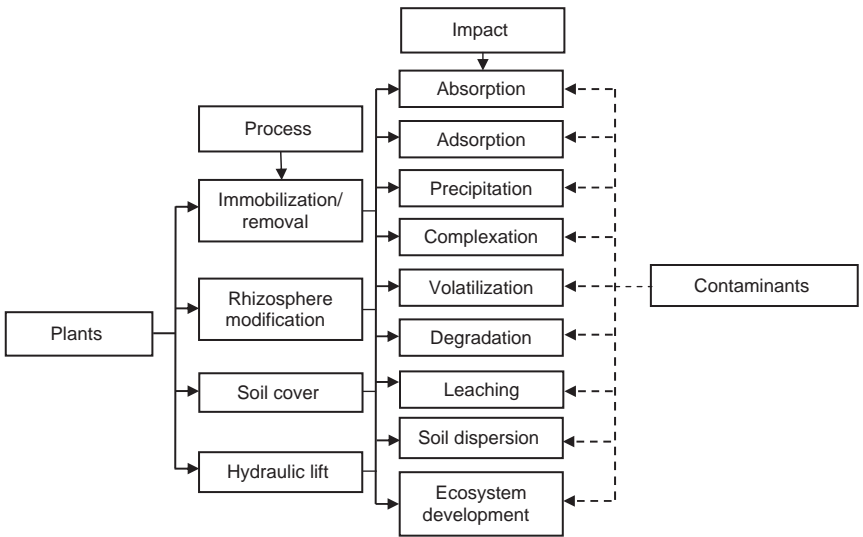 Impact
Absorption
Process
Adsorption
Immobilization/
removal
Precipitation
Complexation
Rhizosphere
modification
Volatilization
Contaminants
Plants
Degradation
Soil cover
Leaching
Soil dispersion
Hydraulic lift
Ecosystem
development